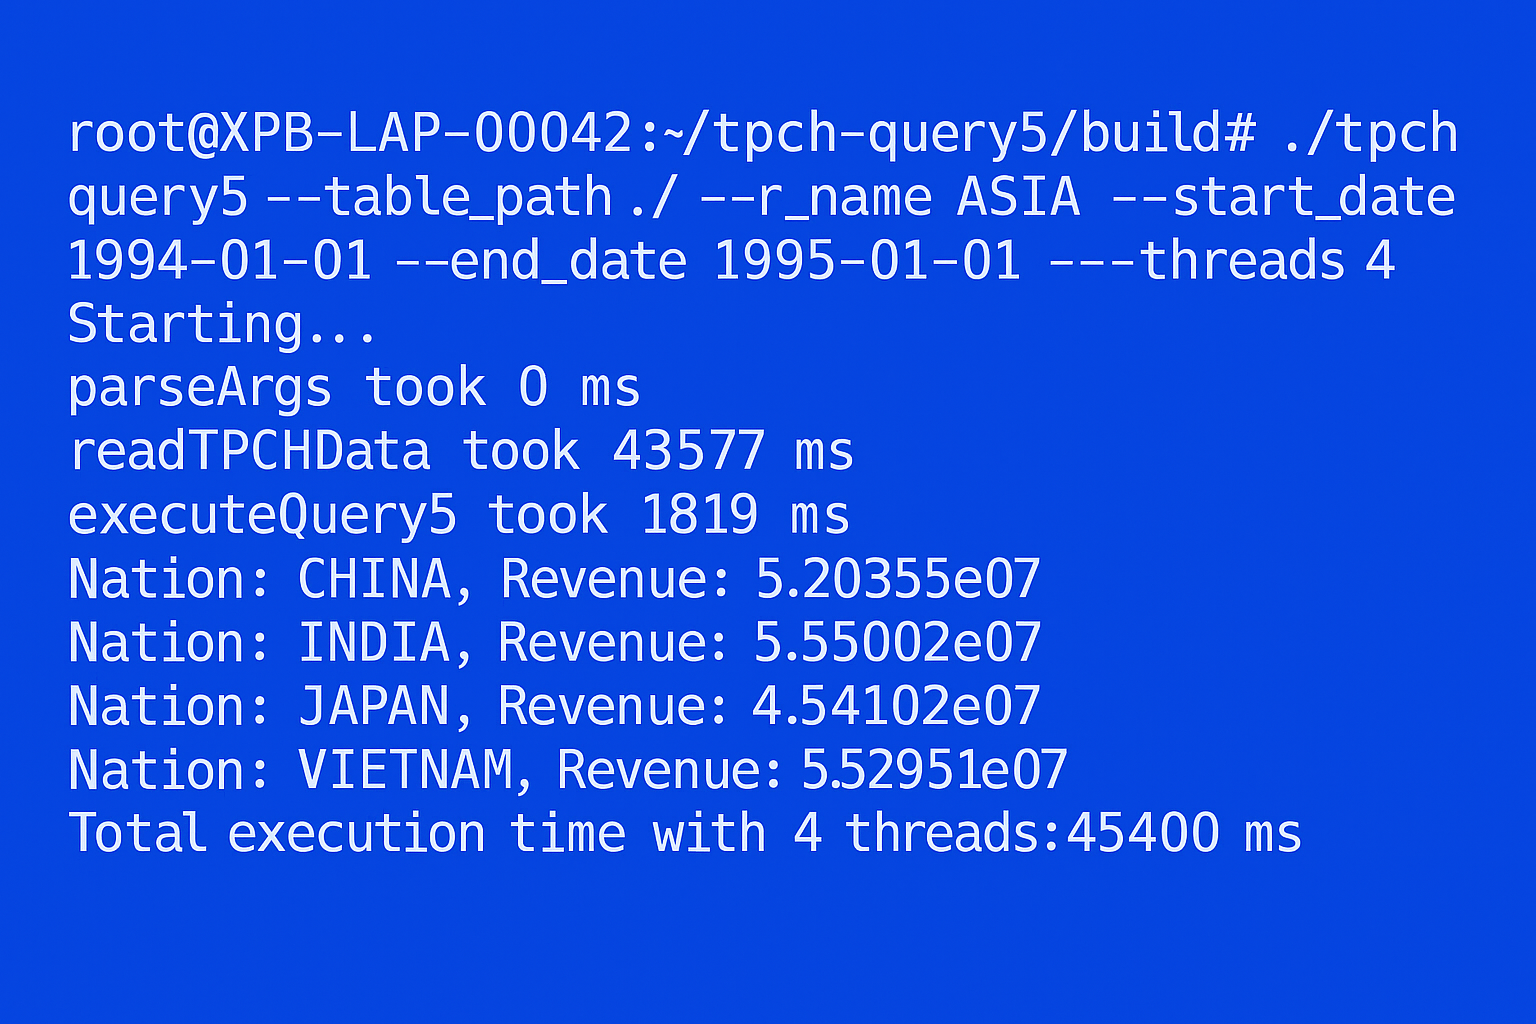 root@XPB-LAP-00042:~/tpch-query5/build# ./tpch
query5 --table_path ./ --r_name ASIA --start_date
1994-01-01 --end_date 1995-01-01 ---threads 4
Starting...
parseArgs took 0 ms
readTPCHData took 43577 ms
executeQuery5 took 1819 ms
Nation: CHINA, Revenue: 5.20355e07
Nation: INDIA, Revenue: 5.55002e07
Nation: JAPAN, Revenue: 4.54102e07
Nation: VIETNAM, Revenue: 5.52951e07
Total execution time with 4 threads:45400 ms